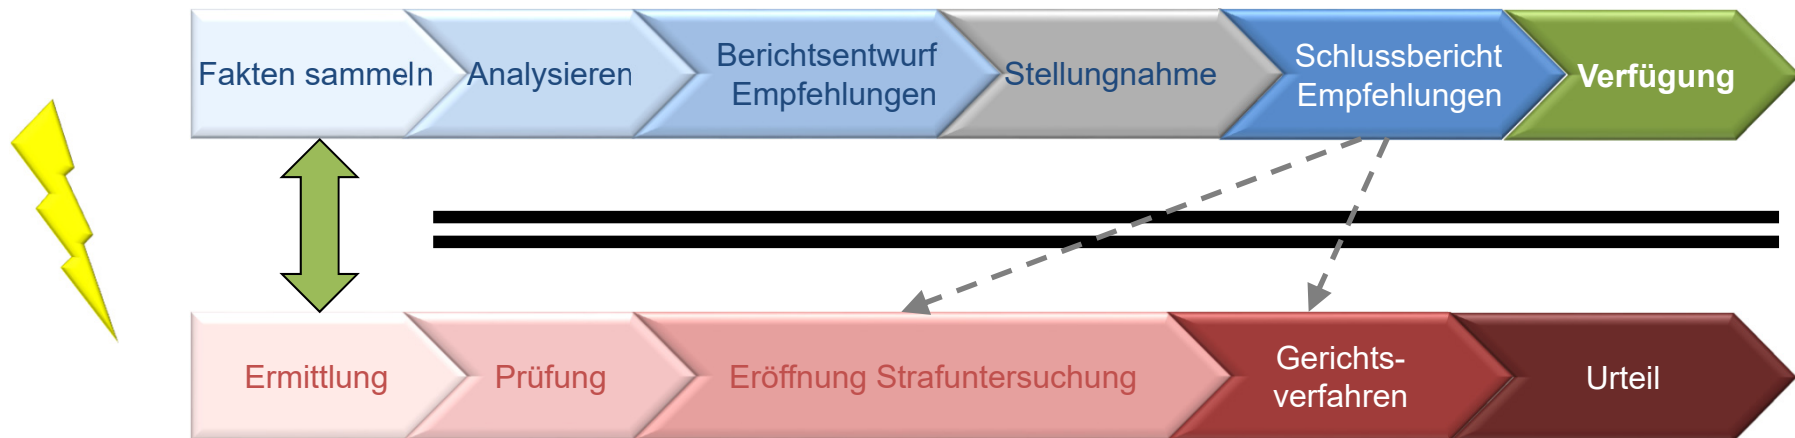 Fakten sammeln
Analysieren
Berichtsentwurf
Empfehlungen
Stellungnahme
Schlussbericht
Empfehlungen
Verfügung
Ermittlung
Prüfung
Eröffnung Strafuntersuchung
Gerichts-
verfahren
Urteil